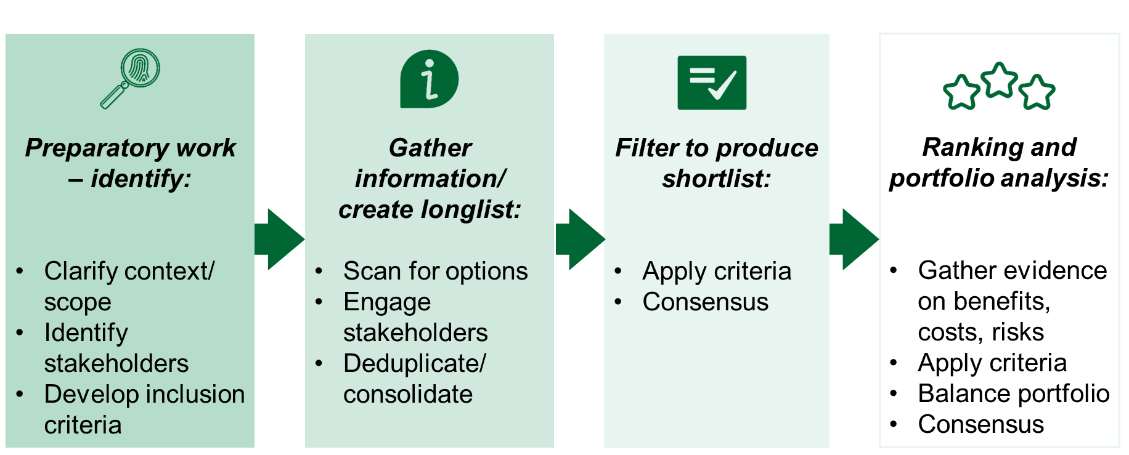 Preparatory work
– identify:
• Clarify context/
scope
• Identify
stakeholders
• Develop inclusion
criteria
Gather
information/
create longlist:
• Scan for options
• Engage
stakeholders
• Deduplicate/
consolidate
Filter to produce
shortlist:
• Apply criteria
• Consensus
Ranking and
portfolio analysis:
• Gather evidence
on benefits,
costs, risks
• Apply criteria
• Balance portfolio
• Consensus